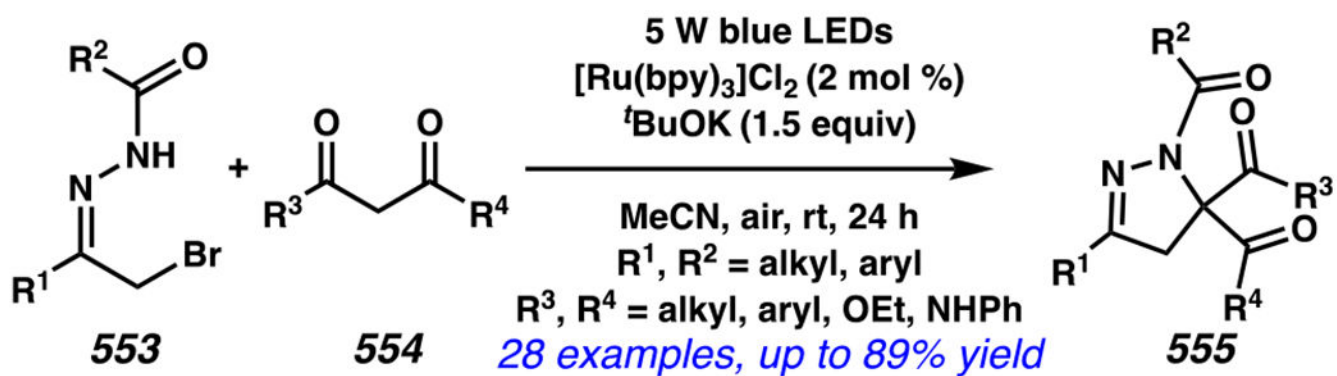 R² O
NH
N
R¹ Br
553
+
O O
R³ R⁴
554
5 W blue LEDs
[Ru(bpy)₃]Cl₂ (2 mol %)
ᵗBuOK (1.5 equiv)
MeCN, air, rt, 24 h
R¹, R² = alkyl, aryl
R³, R⁴ = alkyl, aryl, OEt, NHPh
28 examples, up to 89% yield
R²
O
O
N N
R³
O
R¹
R⁴
555